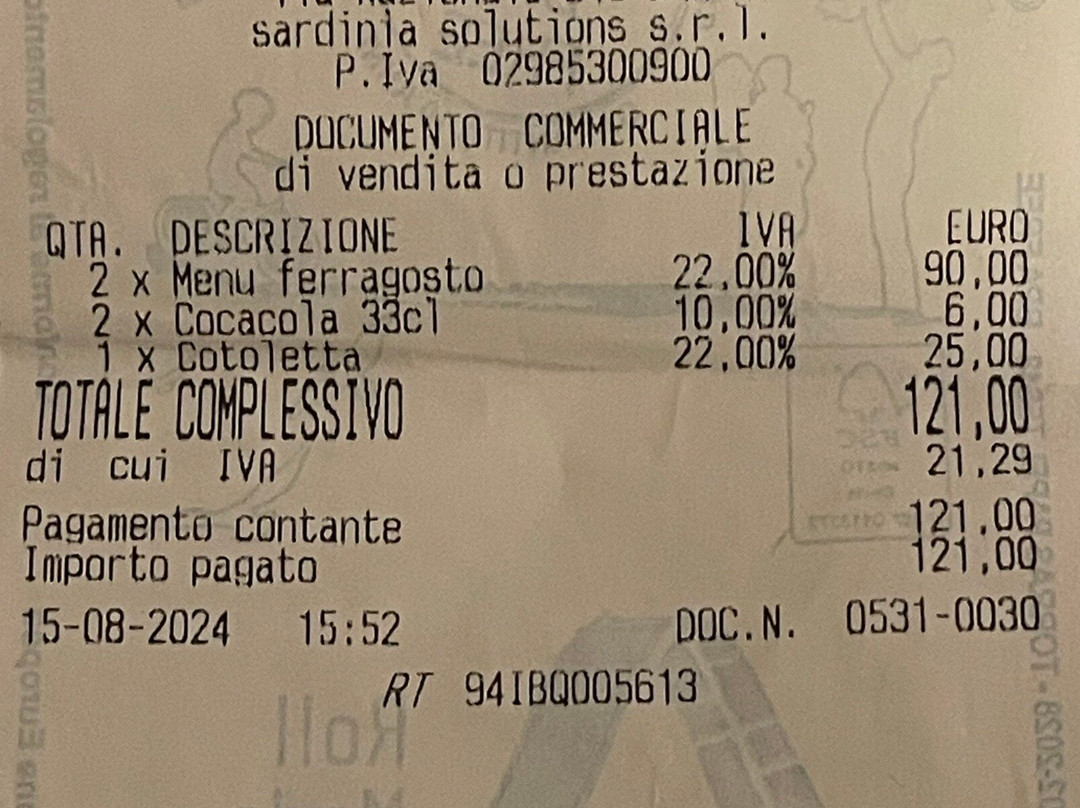 sardinia solutions s.r.l.
P.Iva 02985300900
DOCUMENTO COMMERCIALE
di vendita o prestazione
QTA. DESCRIZIONE IVA EURO
2 x Menu ferragosto 22,00% 90,00
2 x Cocacola 33cl 10,00% 6,00
1 x Cotoletta 22,00% 25,00
TOTALE COMPLESSIVO 121,00
di cui IVA 21,29
Pagamento contante 121,00
Importo pagato 121,00
15-08-2024 15:52 DOC.N. 0531-0030
RT 94IBQ005613
Roll